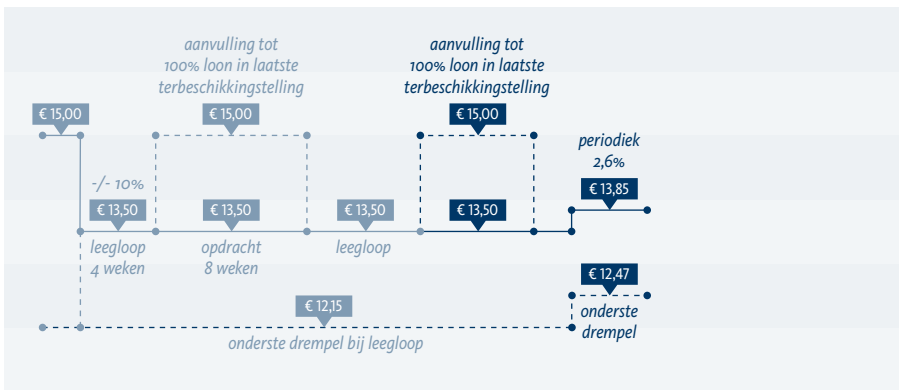 aanvulling tot
100% loon in laatste
terbeschikkingstelling
aanvulling tot
100% loon in laatste
terbeschikkingstelling
€ 15,00
€ 15,00
€ 15,00
periodiek
2,6%
-/- 10%
€ 13,85
€ 13,50
€ 13,50
€ 13,50
€ 13,50
leegloop
4 weken
opdracht
8 weken
leegloop
€ 12,47
€ 12,15
onderste
drempel
onderste drempel bij leegloop